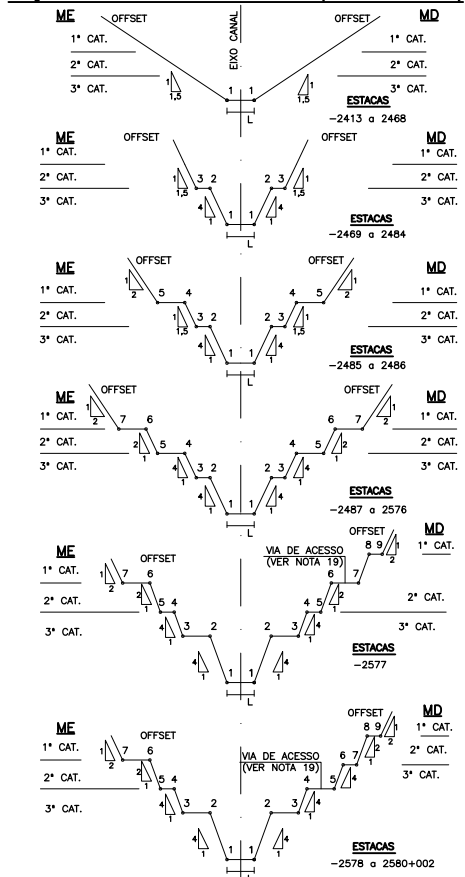 ME OFFSET EIXO CANAL OFFSET MD
1ª CAT. 1ª CAT.
2ª CAT. 2ª CAT.
3ª CAT. 1 1,5 1 1 1 1,5 3ª CAT.
L
ESTACAS
-2413 a 2468
ME OFFSET OFFSET MD
1ª CAT. 1ª CAT.
2ª CAT. 1 1,5 3 2 2 3 1 1,5 2ª CAT.
3ª CAT. 4 1 4 1 3ª CAT.
1 1
L
ESTACAS
-2469 a 2484
ME OFFSET OFFSET MD
1ª CAT. 1 2 5 4 4 5 1 2 1ª CAT.
2ª CAT. 1 1,5 3 2 2 3 1 1,5 2ª CAT.
3ª CAT. 4 1 4 1 3ª CAT.
1 1
L
ESTACAS
-2485 a 2486
ME OFFSET OFFSET MD
1ª CAT. 1 2 7 6 6 7 1 2 1ª CAT.
2ª CAT. 2 1 5 4 4 5 2 1 2ª CAT.
3ª CAT. 4 1 3 2 2 3 4 1 3ª CAT.
4 1 4 1
1 1
L
ESTACAS
-2487 a 2576
ME OFFSET OFFSET MD
VIA DE ACESSO
(VER NOTA 19)
8 9 1 2 1ª CAT.
1ª CAT. 1 2 7 6 6 7
2ª CAT. 2 1 5 4 4 5 2 1 2ª CAT.
3ª CAT. 4 1 3 2 2 3 4 1 3ª CAT.
4 1 4 1
1 1
L
ESTACAS
-2577
ME OFFSET OFFSET MD
8 9 1 2 1ª CAT.
1ª CAT. 1 2 7 6 VIA DE ACESSO 6 7 1 2 2ª CAT.
(VER NOTA 19)
2ª CAT. 2 1 5 4 4 5 4 1 3ª CAT.
3ª CAT. 4 1 3 2 2 3 4 1
4 1 4 1
1 1
L
ESTACAS
-2578 a 2580+002